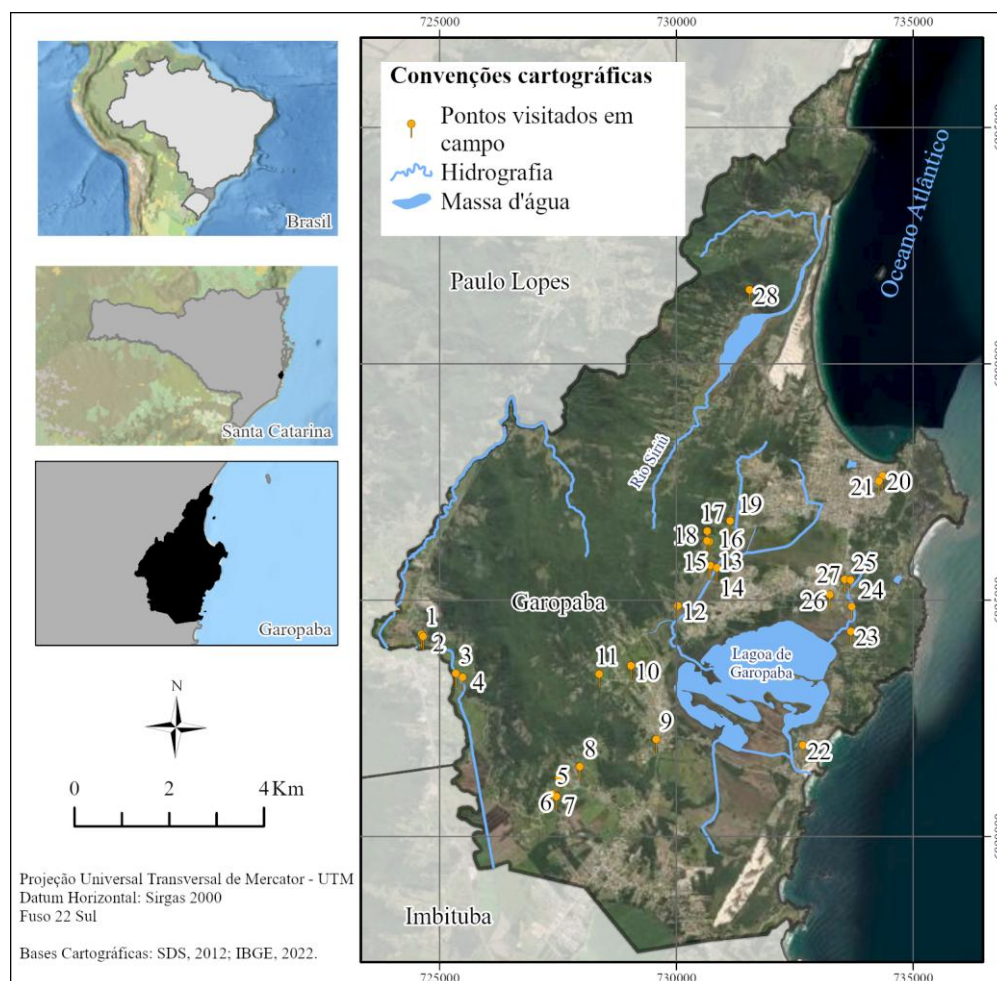 725000
730000
735000
Convenções cartográficas
Pontos visitados em
campo
Hidrografia
Massa d'água
Brasil
Santa Catarina
Garopaba
N
0 2 4 Km
Projeção Universal Transversal de Mercator - UTM
Datum Horizontal: Sirgas 2000
Fuso 22 Sul
Bases Cartográficas: SDS, 2012; IBGE, 2022.
Oceano Atlântico
Paulo Lopes
28
Rio Siriú
20
21
19
17
18
16
15
13
14
25
27
24
26
Garopaba
12
23
1
2
Lagoa de
Garopaba
3
4
11
10
9
22
8
5
6
7
Imbituba
725000
730000
735000